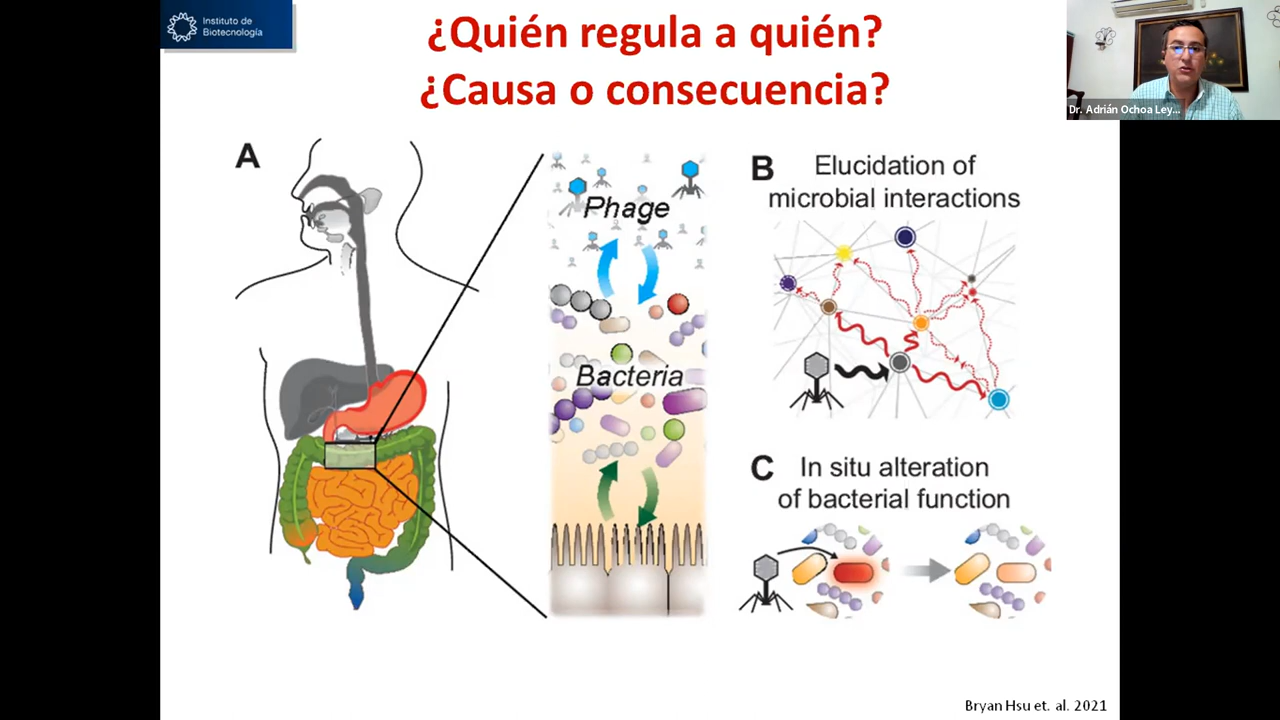 Instituto de
Biotecnología
¿Quién regula a quién?
¿Causa o consecuencia?
Dr. Adrián Ochoa Ley...
A
Phage
Bacteria
B Elucidation of
microbial interactions
C In situ alteration
of bacterial function
Bryan Hsu et. al. 2021